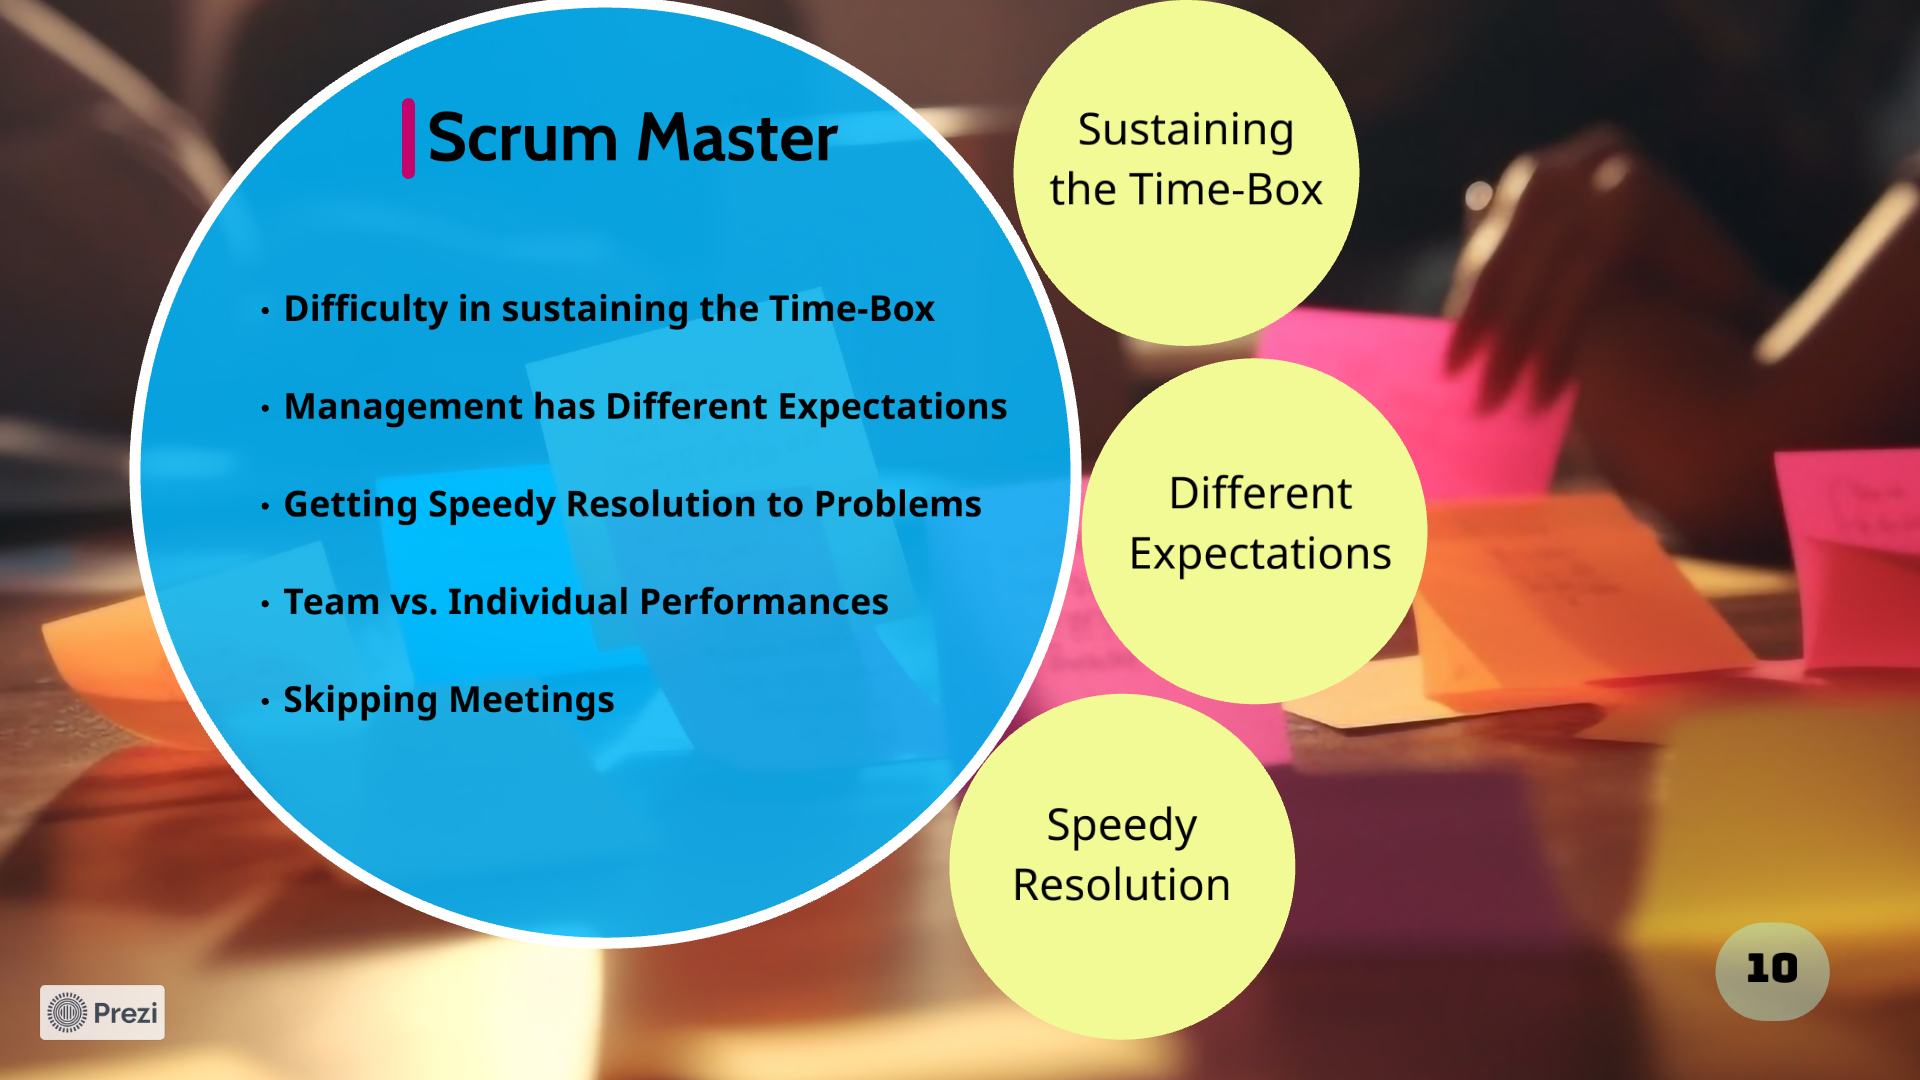 Scrum Master
• Difficulty in sustaining the Time-Box
• Management has Different Expectations
• Getting Speedy Resolution to Problems
• Team vs. Individual Performances
• Skipping Meetings
Sustaining
the Time-Box
Different
Expectations
Speedy
Resolution
10
Prezi